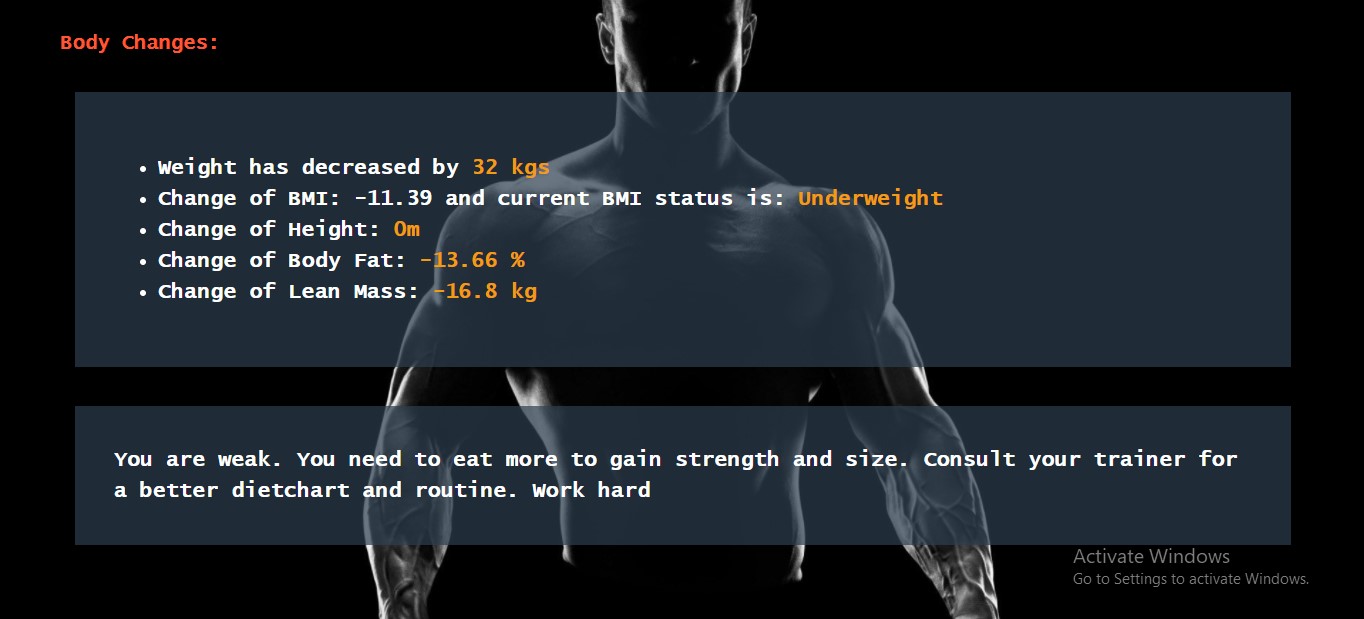 Body Changes:
• Weight has decreased by 32 kgs
• Change of BMI: -11.39 and current BMI status is: Underweight
• Change of Height: 0m
• Change of Body Fat: -13.66 %
• Change of Lean Mass: -16.8 kg
You are weak. You need to eat more to gain strength and size. Consult your trainer for
a better dietchart and routine. Work hard
Activate Windows
Go to Settings to activate Windows.